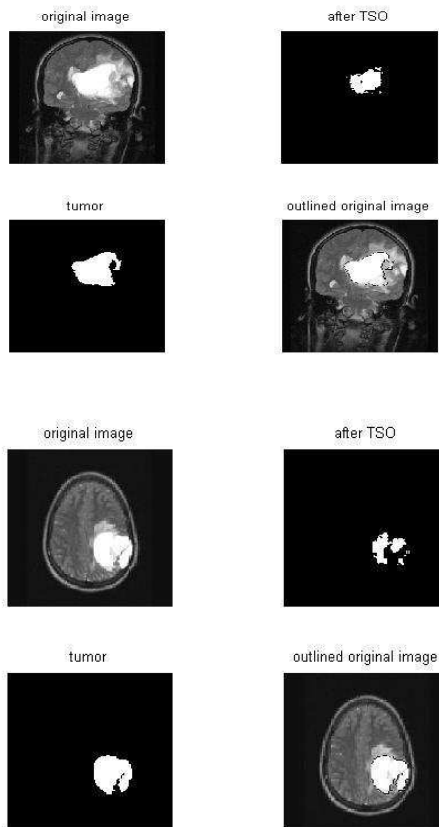 original image
after TSO
tumor
outlined original image
original image
after TSO
tumor
outlined original image